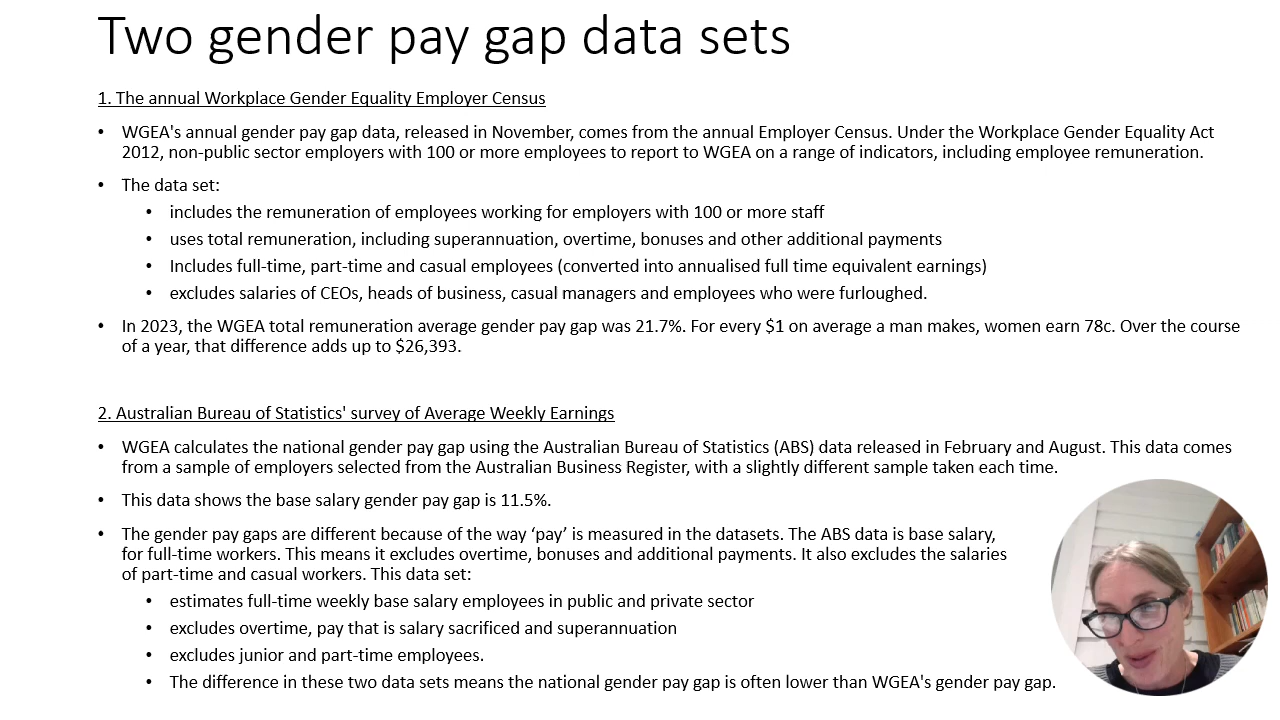 Two gender pay gap data sets
1. The annual Workplace Gender Equality Employer Census
• WGEA's annual gender pay gap data, released in November, comes from the annual Employer Census. Under the Workplace Gender Equality Act
2012, non-public sector employers with 100 or more employees to report to WGEA on a range of indicators, including employee remuneration.
• The data set:
• includes the remuneration of employees working for employers with 100 or more staff
• uses total remuneration, including superannuation, overtime, bonuses and other additional payments
• Includes full-time, part-time and casual employees (converted into annualised full time equivalent earnings)
• excludes salaries of CEOs, heads of business, casual managers and employees who were furloughed.
• In 2023, the WGEA total remuneration average gender pay gap was 21.7%. For every $1 on average a man makes, women earn 78c. Over the course
of a year, that difference adds up to $26,393.
2. Australian Bureau of Statistics' survey of Average Weekly Earnings
• WGEA calculates the national gender pay gap using the Australian Bureau of Statistics (ABS) data released in February and August. This data comes
from a sample of employers selected from the Australian Business Register, with a slightly different sample taken each time.
• This data shows the base salary gender pay gap is 11.5%.
• The gender pay gaps are different because of the way ‘pay’ is measured in the datasets. The ABS data is base salary,
for full-time workers. This means it excludes overtime, bonuses and additional payments. It also excludes the salaries
of part-time and casual workers. This data set:
• estimates full-time weekly base salary employees in public and private sector
• excludes overtime, pay that is salary sacrificed and superannuation
• excludes junior and part-time employees.
• The difference in these two data sets means the national gender pay gap is often lower than WGEA's gender pay gap.